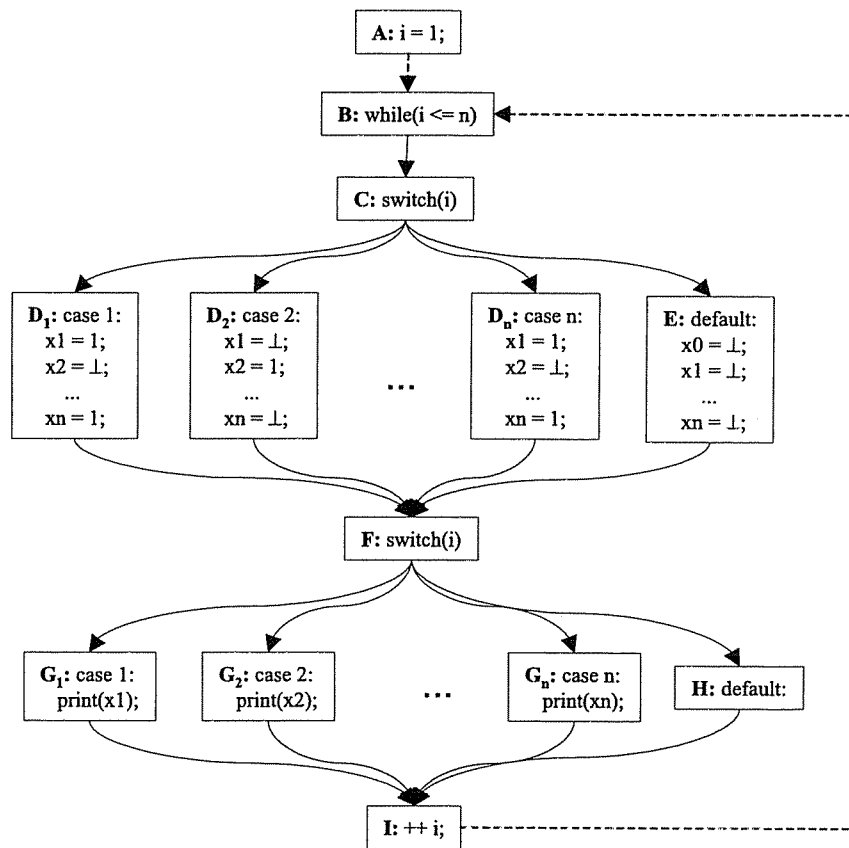 A: i = 1;
B: while(i <= n)
C: switch(i)
D1: case 1:
x1 = 1;
x2 = ⊥;
...
xn = 1;
D2: case 2:
x1 = ⊥;
x2 = 1;
...
xn = ⊥;
...
Dn: case n:
x1 = 1;
x2 = ⊥;
...
xn = 1;
E: default:
x0 = ⊥;
x1 = ⊥;
...
xn = ⊥;
F: switch(i)
G1: case 1:
print(x1);
G2: case 2:
print(x2);
...
Gn: case n:
print(xn);
H: default:
I: ++ i;